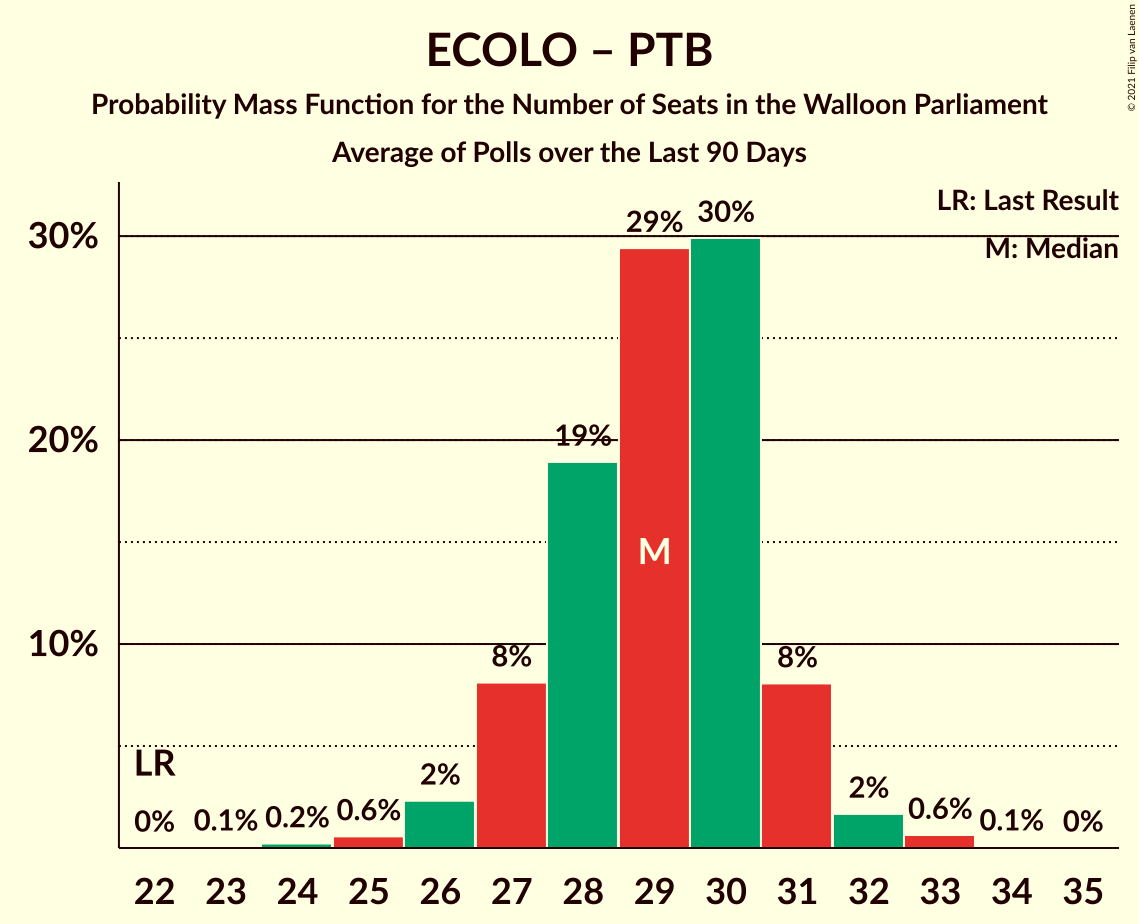 ECOLO – PTB
Probability Mass Function for the Number of Seats in the Walloon Parliament
Average of Polls over the Last 90 Days
© 2021 Filip van Laenen
LR: Last Result
M: Median
30%
20%
10%
0% 0.1% 0.2% 0.6% 2% 8% 19% 29% 30% 8% 2% 0.6% 0.1% 0%
LR
M
22 23 24 25 26 27 28 29 30 31 32 33 34 35